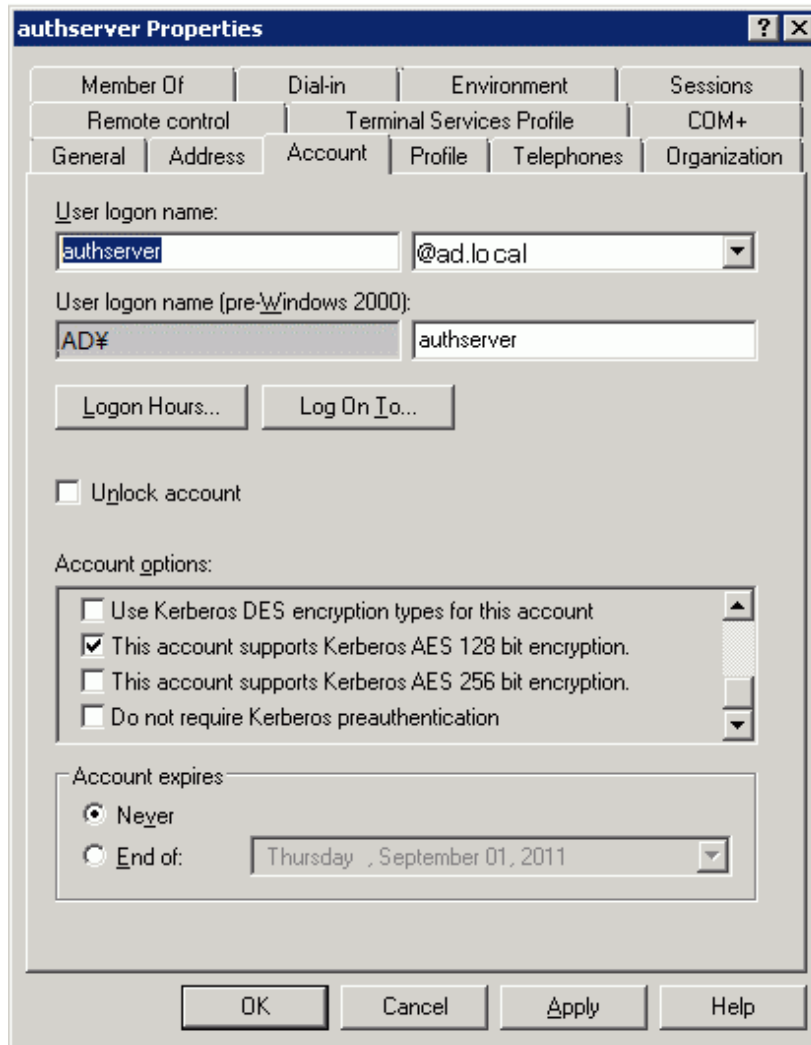 authserver Properties
? X
Member Of Dial-in Environment Sessions
Remote control Terminal Services Profile COM+
General Address Account Profile Telephones Organization
User logon name:
authserver @ad.lo cal
User logon name (pre-Windows 2000):
AD¥ authserver
Logon Hours... Log On To...
Unlock account
Account options:
Use Kerberos DES encryption types for this account
This account supports Kerberos AES 128 bit encryption.
This account supports Kerberos AES 256 bit encryption.
Do not require Kerberos preauthentication
Account expires
Never
End of: Thursday , September 01, 2011
OK Cancel Apply Help